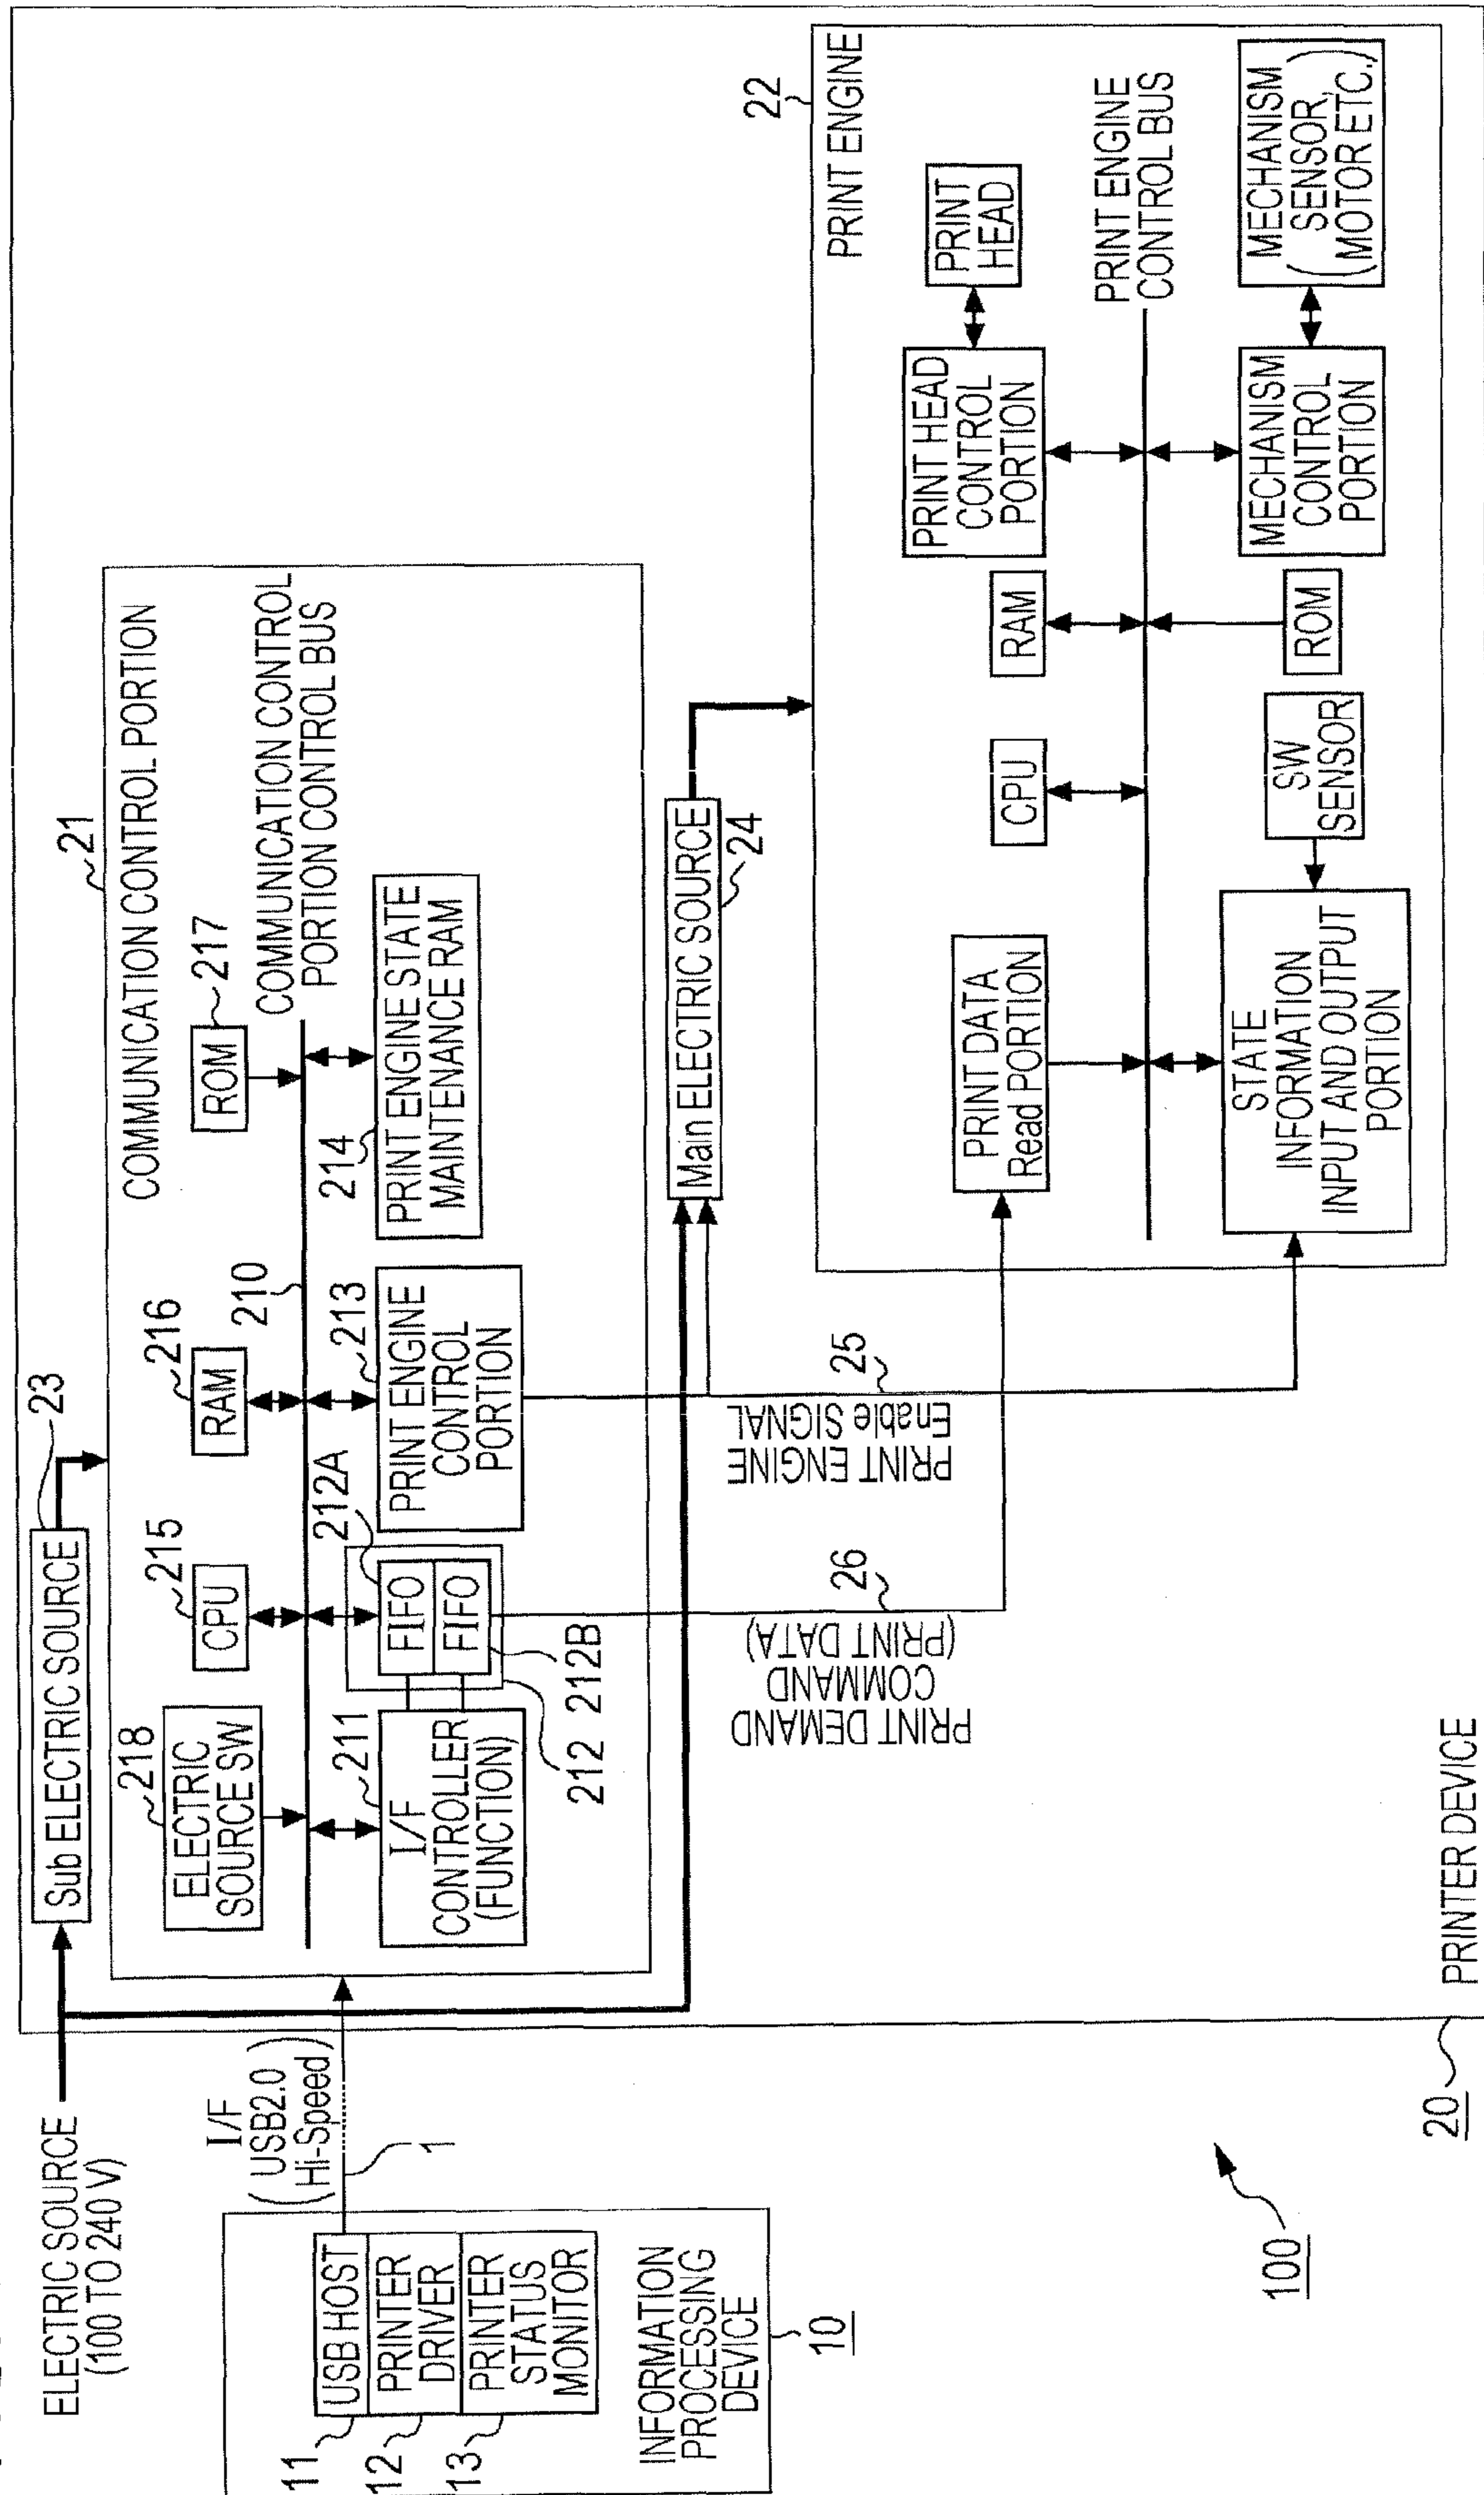 ELECTRIC SOURCE
(100 TO 240 V)
I/F
(USB2.0
Hi-Speed)
1
11
USB HOST
12
PRINTER
DRIVER
13
PRINTER
STATUS
MONITOR
INFORMATION
PROCESSING
DEVICE
10
100
20
PRINTER DEVICE
Sub ELECTRIC SOURCE
23
21
COMMUNICATION CONTROL PORTION
218
ELECTRIC
SOURCE SW
215
CPU
216
RAM
ROM
217
210
COMMUNICATION CONTROL
PORTION CONTROL BUS
211
I/F
CONTROLLER
(FUNCTION)
212A
FIFO
FIFO
212
212B
213
PRINT ENGINE
CONTROL
PORTION
214
PRINT ENGINE STATE
MAINTENANCE RAM
Main ELECTRIC SOURCE
24
PRINT DEMAND
COMMAND
(PRINT DATA)
26
PRINT ENGINE
Enable SIGNAL
25
22
PRINT ENGINE
PRINT DATA
Read PORTION
CPU
RAM
PRINT HEAD
CONTROL
PORTION
PRINT
HEAD
PRINT ENGINE
CONTROL BUS
STATE
INFORMATION
INPUT AND OUTPUT
PORTION
SW
SENSOR
ROM
MECHANISM
CONTROL
PORTION
MECHANISM
(SENSOR,
MOTOR ETC.)